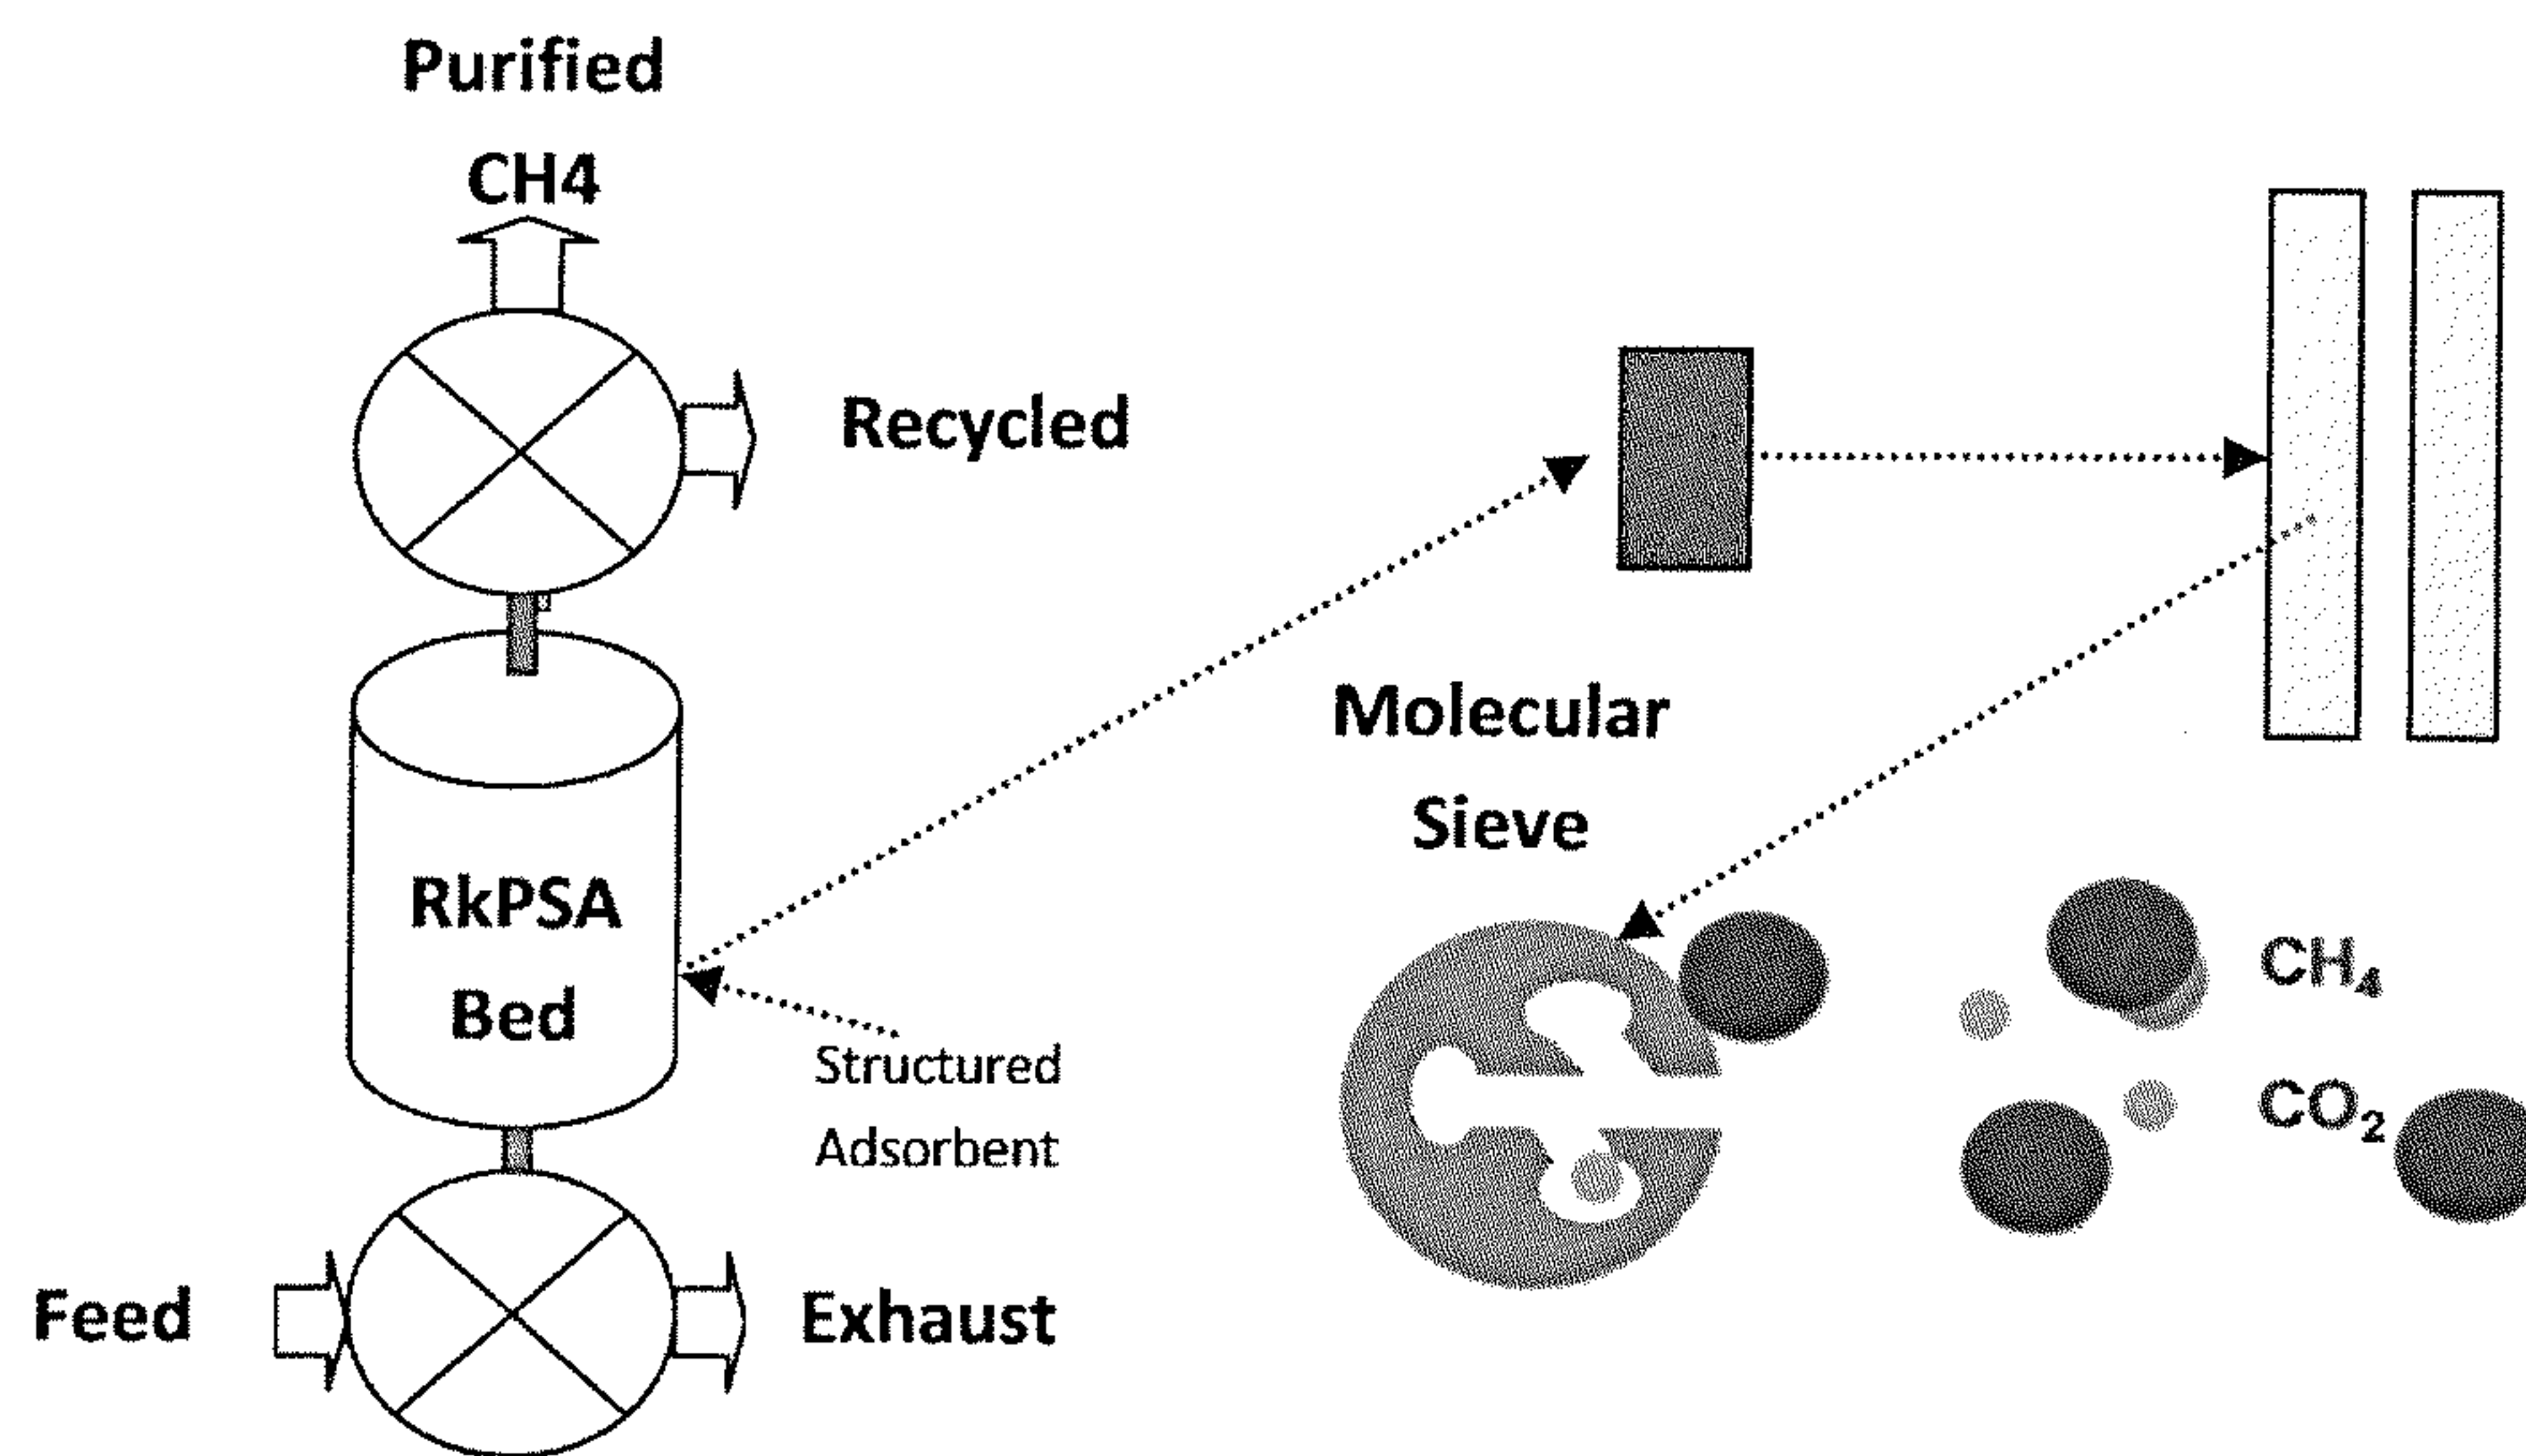 Purified
CH4
Recycled
Molecular
Sieve
RkPSA
Bed
Structured
Adsorbent
CH₄
CO₂
Feed
Exhaust